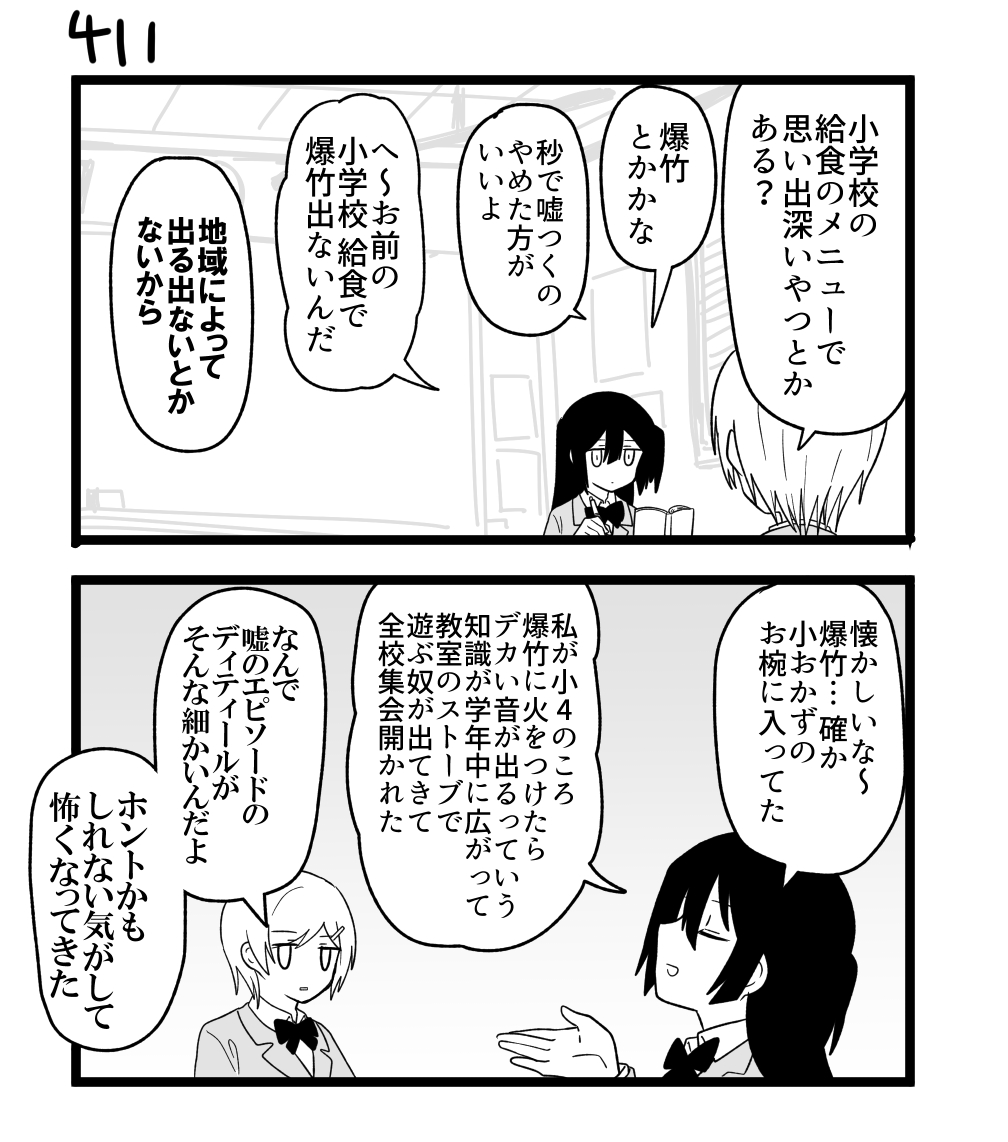 411
小学校の
給食のメニューで
思い出深いやつとか
ある?
爆竹
とかかな
秒で嘘つくの
やめた方が
いいよ
へ〜お前の
小学校給食で
爆竹出ないんだ
地域によって
出る出ないとか
ないから
懐かしいな〜
爆竹…確か
小おかずの
お椀に入ってた
私が小4のころ
爆竹に火をつけたら
デカい音が出るっていう
知識が学年中に広がって
教室のストーブで
遊ぶ奴が出てきて
全校集会開かれた
なんで
嘘のエピソードの
ディティールが
そんな細かいんだよ
ホントかも
しれない気がして
怖くなってきた